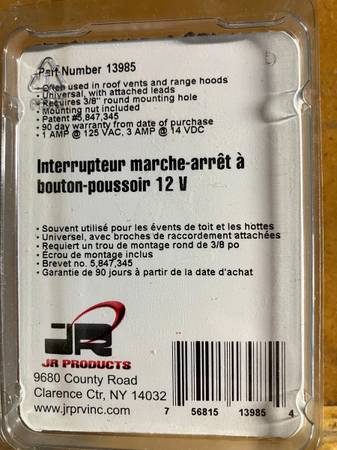 Part Number 13985
• Often used in roof vents and range hoods
• Universal, with attached leads
• Requires 3/8" round mounting hole
• Mounting nut included
• Patent #5,847,345
• 90 day warranty from date of purchase
• 1 AMP @ 125 VAC, 3 AMP @ 14 VDC
Interrupteur marche-arrêt à
bouton-poussoir 12 V
• Souvent utilisé pour les évents de toit et les hottes
• Universel, avec broches de raccordement attachées
• Requiert un trou de montage rond de 3/8 po
• Écrou de montage inclus
• Brevet no. 5,847,345
• Garantie de 90 jours à partir de la date d'achat
JR
JR PRODUCTS
9680 County Road
Clarence Ctr, NY 14032
www.jrprvinc.com
7 56815 13985 4